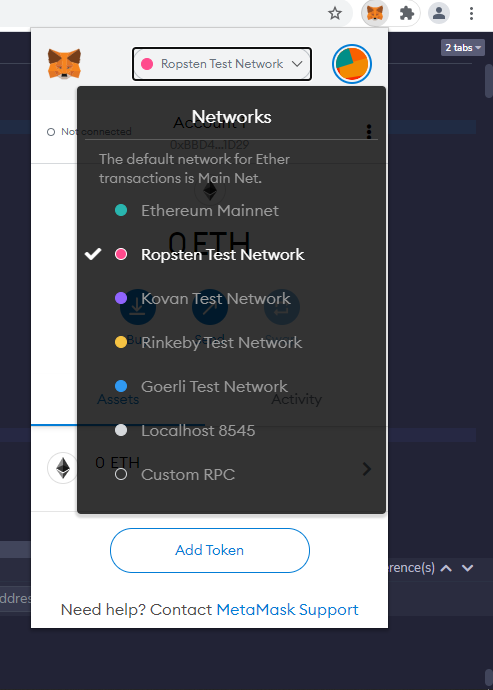 2 tabs
Ropsten Test Network
Networks
Not connected
Account 1
0xBBD4...1D29
The default network for Ether
transactions is Main Net.
Ethereum Mainnet
0 ETH
Ropsten Test Network
Kovan Test Network
Rinkeby Test Network
Goerli Test Network
Assets
Activity
Localhost 8545
0 ETH
Custom RPC
Add Token
erence(s)
ddres
Need help? Contact MetaMask Support